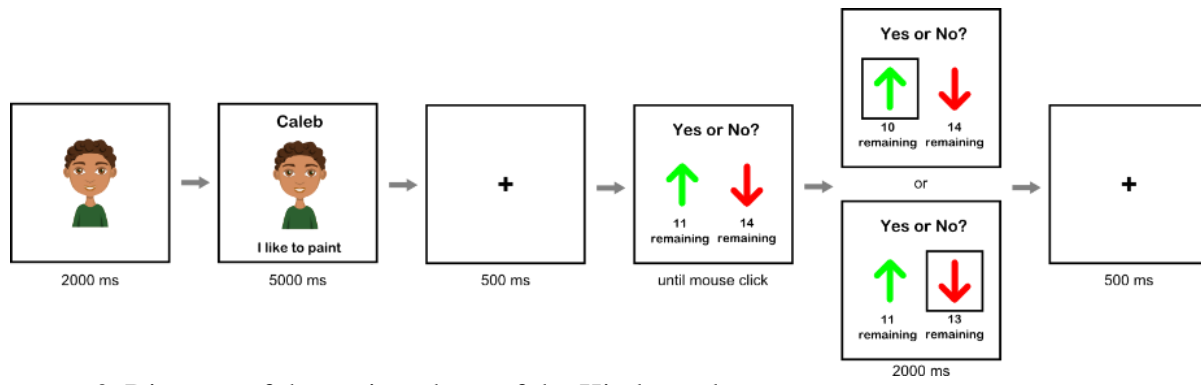 Caleb
I like to paint
2000 ms
5000 ms
+
500 ms
Yes or No?
11 14
remaining remaining
until mouse click
Yes or No?
10 14
remaining remaining
or
Yes or No?
11 13
remaining remaining
2000 ms
+
500 ms